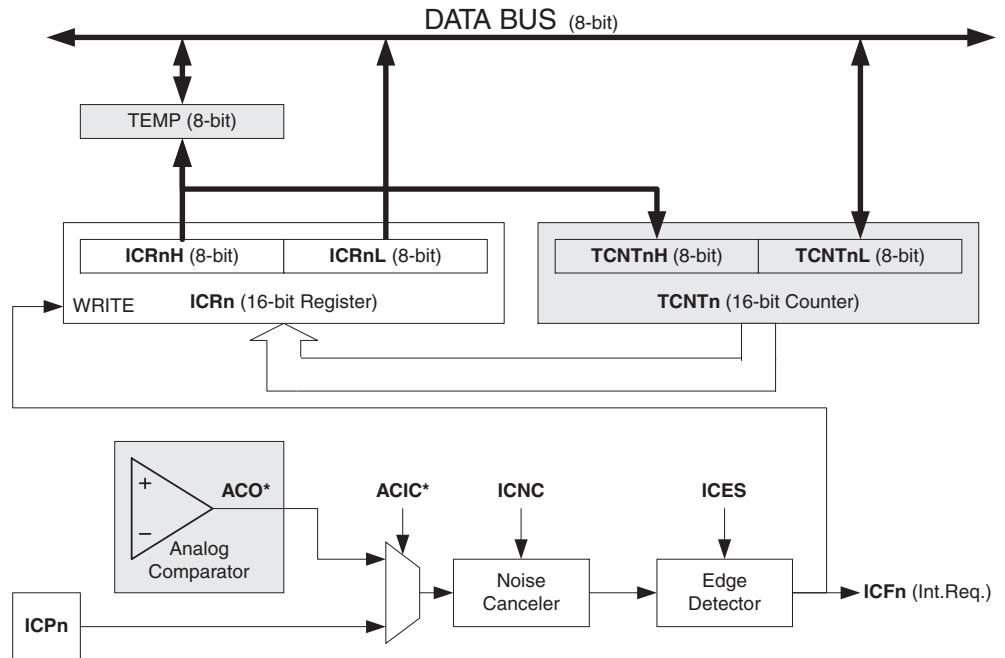 DATA BUS (8-bit)
TEMP (8-bit)
ICRnH (8-bit)
ICRnL (8-bit)
TCNTnH (8-bit)
TCNTnL (8-bit)
WRITE
ICRn (16-bit Register)
TCNTn (16-bit Counter)
+
−
ACO*
Analog
Comparator
ACIC*
ICNC
ICES
Noise
Canceler
Edge
Detector
ICFn (Int.Req.)
ICPn